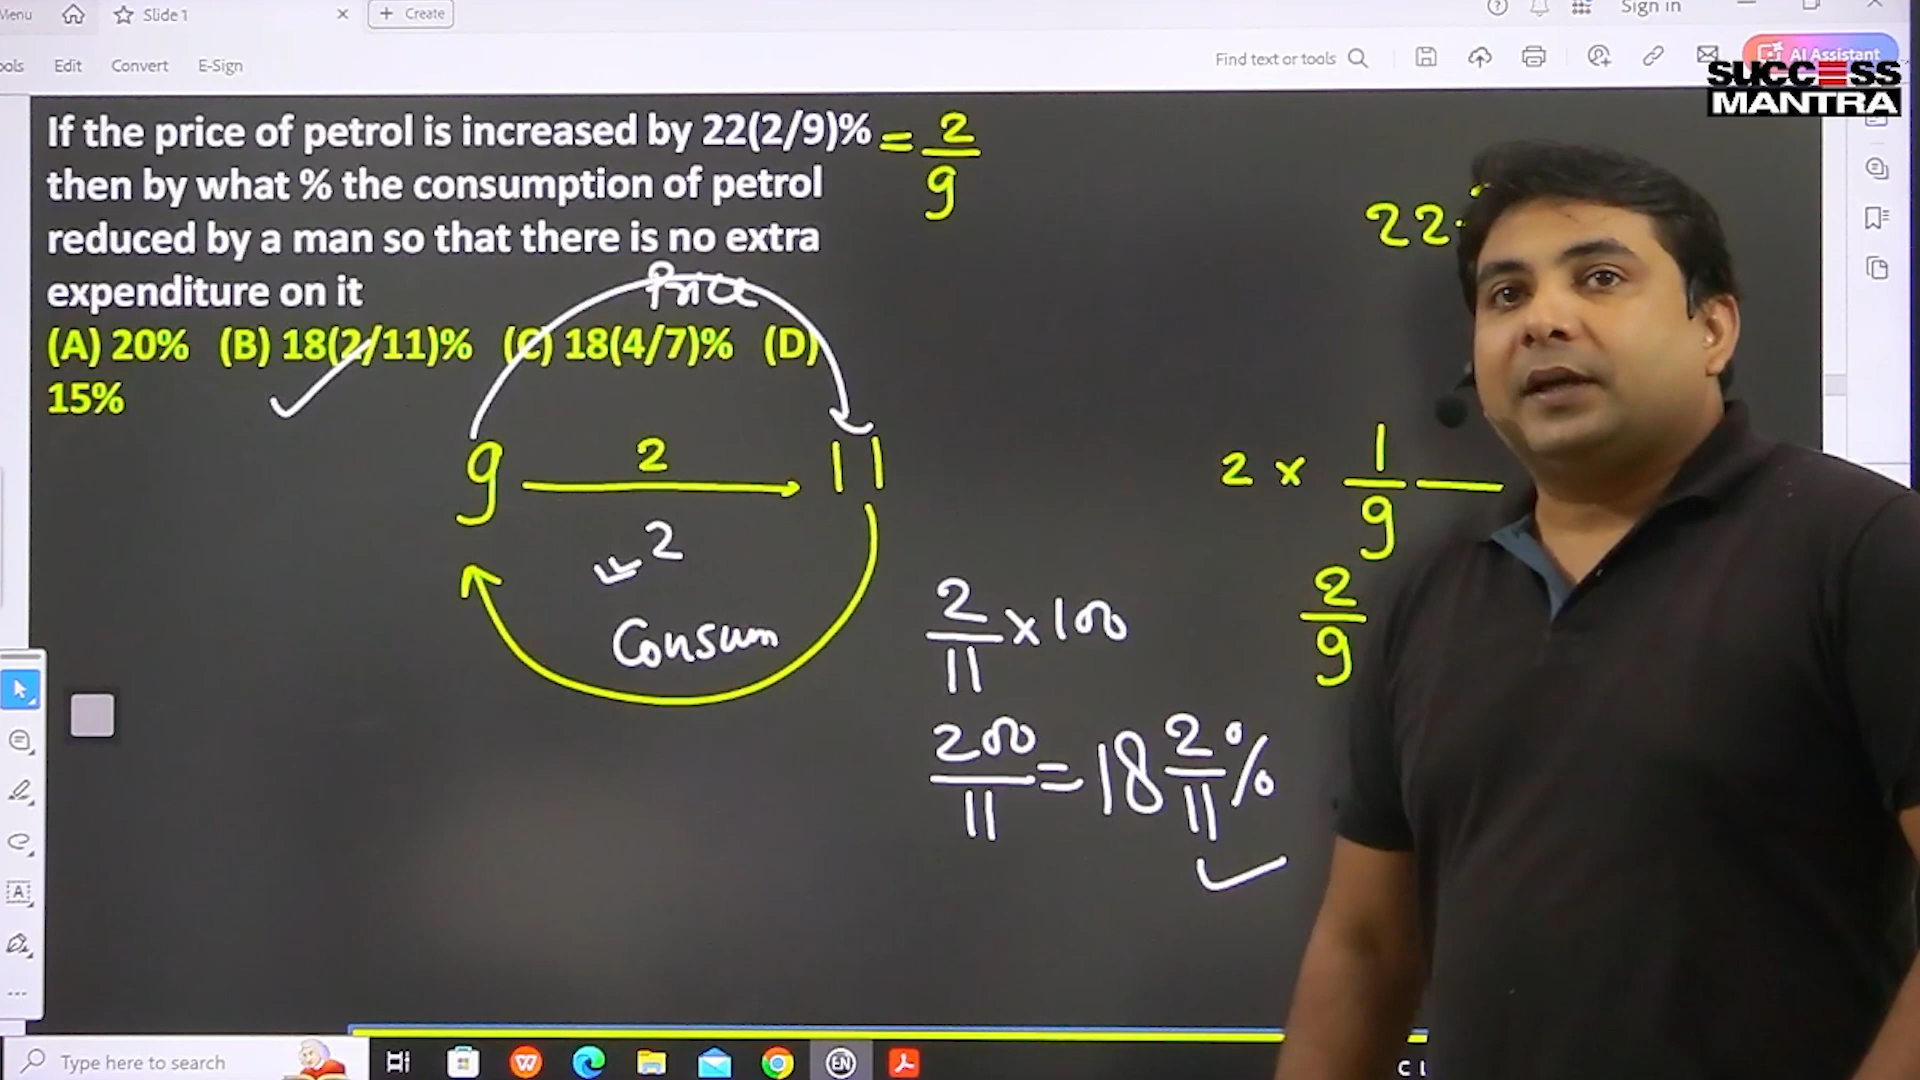 Menu
Slide 1
+ Create
Sign in
Edit Convert E-Sign
Find text or tools
AI Assistant
SUCCESS
MANTRA
If the price of petrol is increased by 22(2/9)% = 2/9
then by what % the consumption of petrol
reduced by a man so that there is no extra
expenditure on it
(A) 20% (B) 18(2/11)% (C) 18(4/7)% (D)
15%
22
Price
9 2 11
2
Consum
2 × 1/9
2/9
2/11 × 100
200/11 = 18 2/11 %
Type here to search
EN